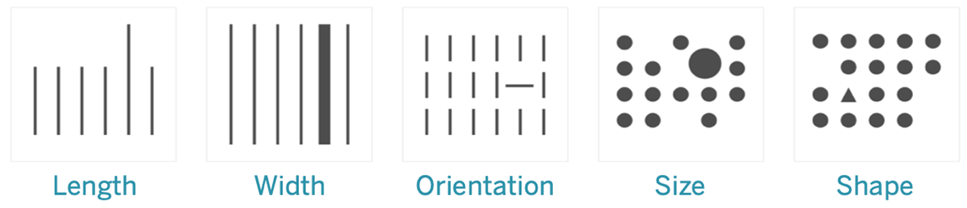 Length
Width
Orientation
Size
Shape